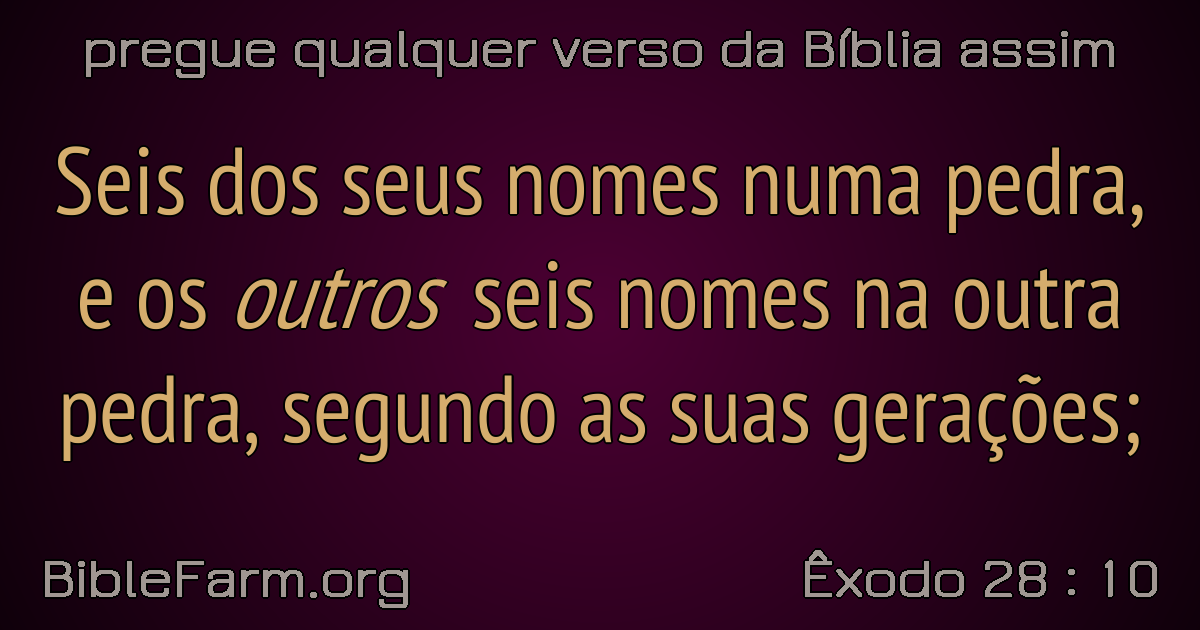 pregue qualquer verso da Bíblia assim
Seis dos seus nomes numa pedra,
e os outros seis nomes na outra
pedra, segundo as suas gerações;
BibleFarm.org
Êxodo 28 : 10